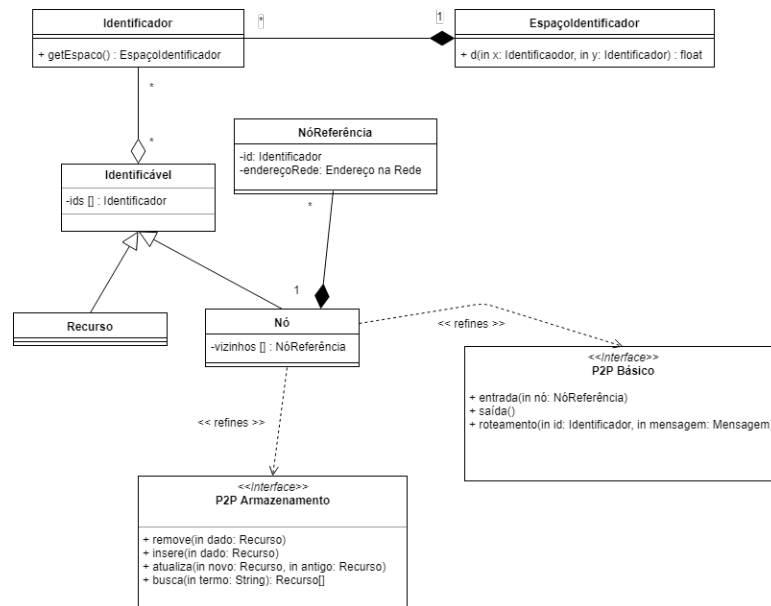 Identificador
+ getEspaco() : EspaçoIdentificador
*
1
EspaçoIdentificador
+ d(in x: Identificaodor, in y: Identificador) : float
*
*
Identificável
-ids [] : Identificador
NóReferência
-id: Identificador
-endereçoRede: Endereço na Rede
*
1
Recurso
Nó
-vizinhos [] : NóReferência
<< refines >>
<<Interface>>
P2P Básico
+ entrada(in nó: NóReferência)
+ saída()
+ roteamento(in id: Identificador, in mensagem: Mensagem)
<< refines >>
<<Interface>>
P2P Armazenamento
+ remove(in dado: Recurso)
+ insere(in dado: Recurso)
+ atualiza(in novo: Recurso, in antigo: Recurso)
+ busca(in termo: String): Recurso[]